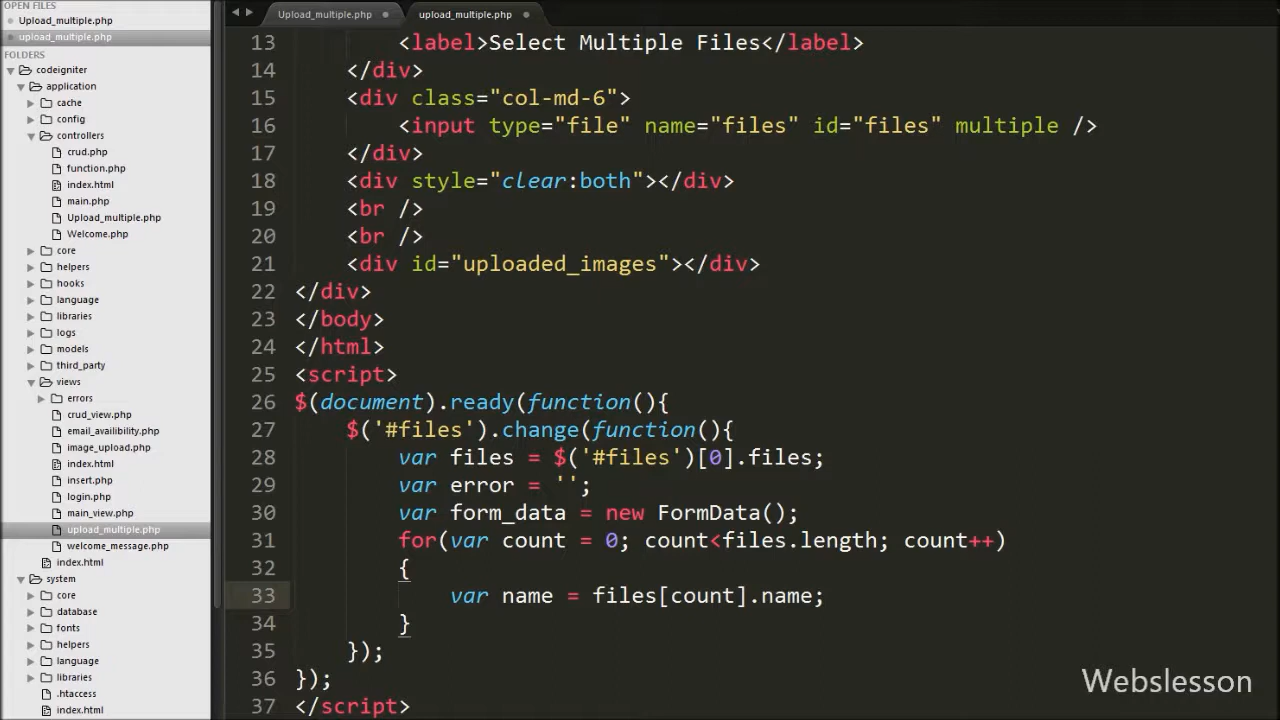 OPEN FILES
Upload_multiple.php
upload_multiple.php
FOLDERS
codeigniter
application
cache
config
controllers
crud.php
function.php
index.html
main.php
Upload_multiple.php
Welcome.php
core
helpers
hooks
language
libraries
logs
models
third_party
views
errors
crud_view.php
email_availibility.php
image_upload.php
index.html
insert.php
login.php
main_view.php
upload_multiple.php
welcome_message.php
index.html
system
core
database
fonts
helpers
language
libraries
.htaccess
index.html
Upload_multiple.php
upload_multiple.php
13 <label>Select Multiple Files</label>
14 </div>
15 <div class="col-md-6">
16 <input type="file" name="files" id="files" multiple />
17 </div>
18 <div style="clear:both"></div>
19 <br />
20 <br />
21 <div id="uploaded_images"></div>
22 </div>
23 </body>
24 </html>
25 <script>
26 $(document).ready(function(){
27 $('#files').change(function(){
28 var files = $('#files')[0].files;
29 var error = '';
30 var form_data = new FormData();
31 for(var count = 0; count<files.length; count++)
32 {
33 var name = files[count].name;
34 }
35 });
36 });
37 </script>
Webslesson